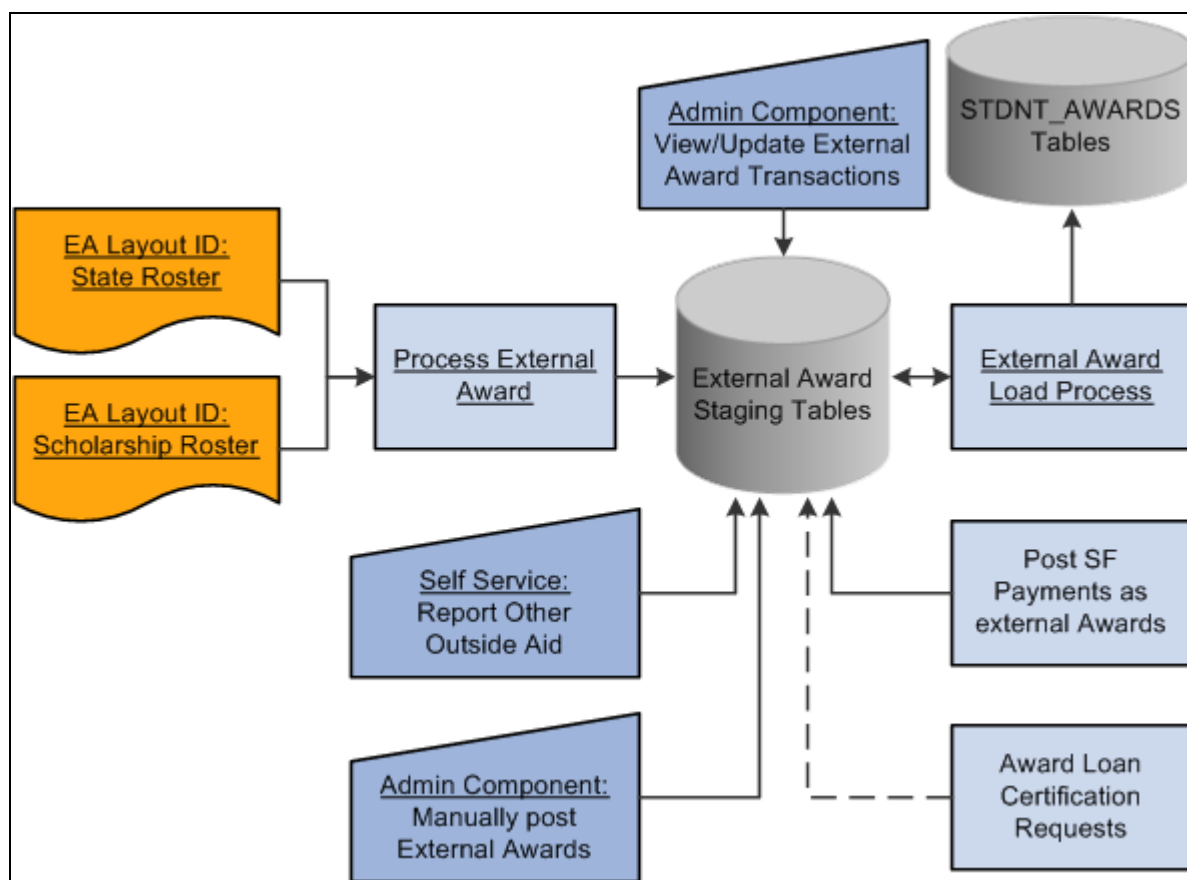 Admin Component:
View/Update External
Award Transactions
STDNT_AWARDS
Tables
EA Layout ID:
State Roster
EA Layout ID:
Scholarship Roster
Process External
Award
External Award
Staging Tables
External Award
Load Process
Self Service:
Report Other
Outside Aid
Post SF
Payments as
external Awards
Admin Component:
Manually post
External Awards
Award Loan
Certification
Requests